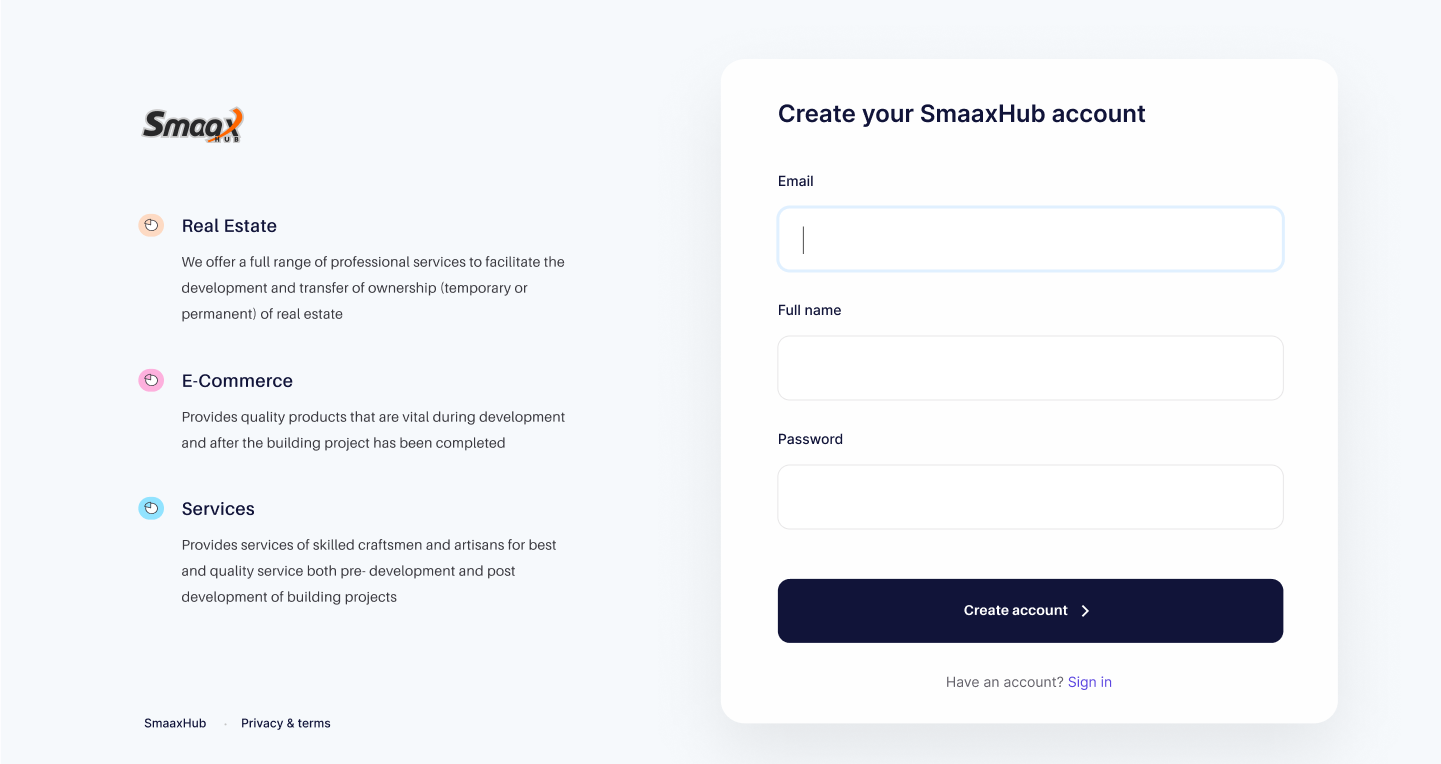 Smaax
HUB
Real Estate
We offer a full range of professional services to facilitate the
development and transfer of ownership (temporary or
permanent) of real estate
E-Commerce
Provides quality products that are vital during development
and after the building project has been completed
Services
Provides services of skilled craftsmen and artisans for best
and quality service both pre- development and post
development of building projects
SmaaxHub · Privacy & terms
Create your SmaaxHub account
Email
Full name
Password
Create account
Have an account? Sign in